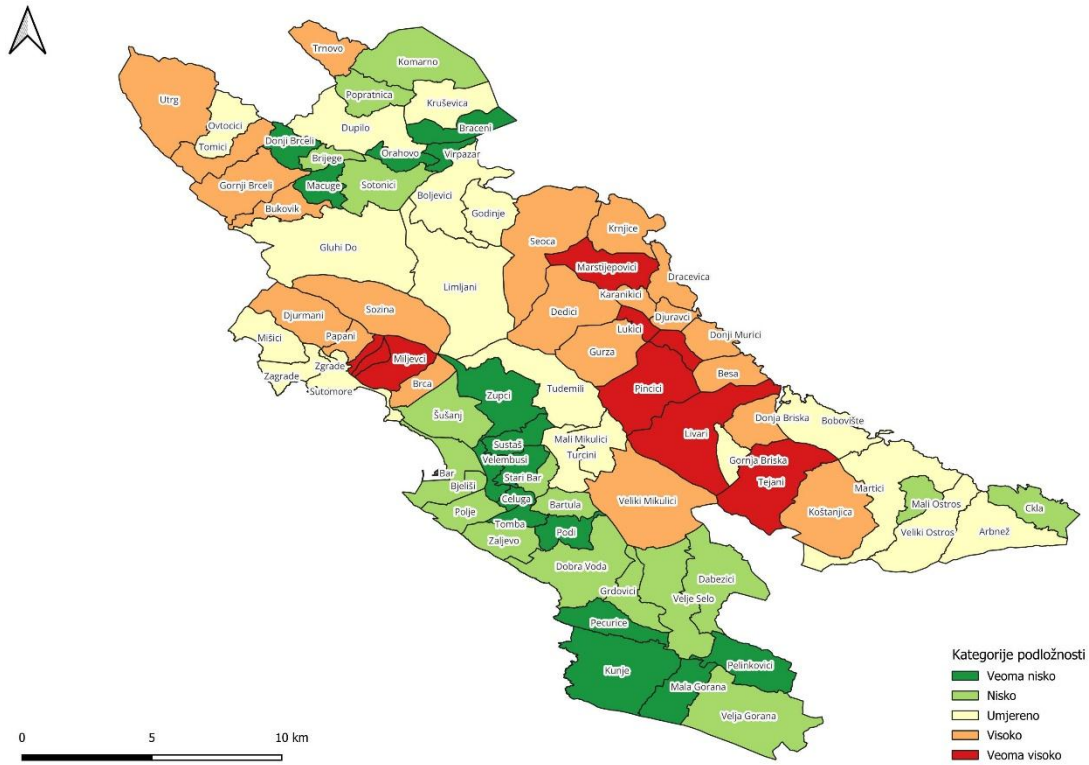 Trnovo
Komarno
Utrg
Popratnica
Kruševica
Ovtocici
Dupilo
Braceni
Tomici
Donji Brčeli
Orahovo
Virpazar
Brijege
Gornji Brceli
Macuge
Sotonici
Boljevici
Bukovik
Godinje
Krnjice
Seoca
Gluhi Do
Marstijepovici
Dracevica
Limljani
Karanikici
Sozina
Dedici
Djurmani
Djuravci
Lukici
Papani
Donji Murici
Mišici
Gurza
Zgrade
Miljevci
Besa
Zagrade
Brca
Pincici
Sutomore
Zupci
Tudemili
Šušanj
Donja Briska
Bobovište
Livari
Sustaš
Mali Mikulici
Velembusi
Turcini
Gornja Briska
Bar
Stari Bar
Tejani
Bjeliši
Martici
Celuga
Bartula
Veliki Mikulici
Mali Ostros
Ckla
Polje
Koštanjica
Tomba
Podi
Veliki Ostros
Arbnež
Zaljevo
Dobra Voda
Dabezici
Grdovici
Velje Selo
Pecurice
Pelinkovici
Kunje
Mala Gorana
Velja Gorana
Kategorije podložnosti
Veoma nisko
Nisko
Umjereno
Visoko
Veoma visoko
0 5 10 km